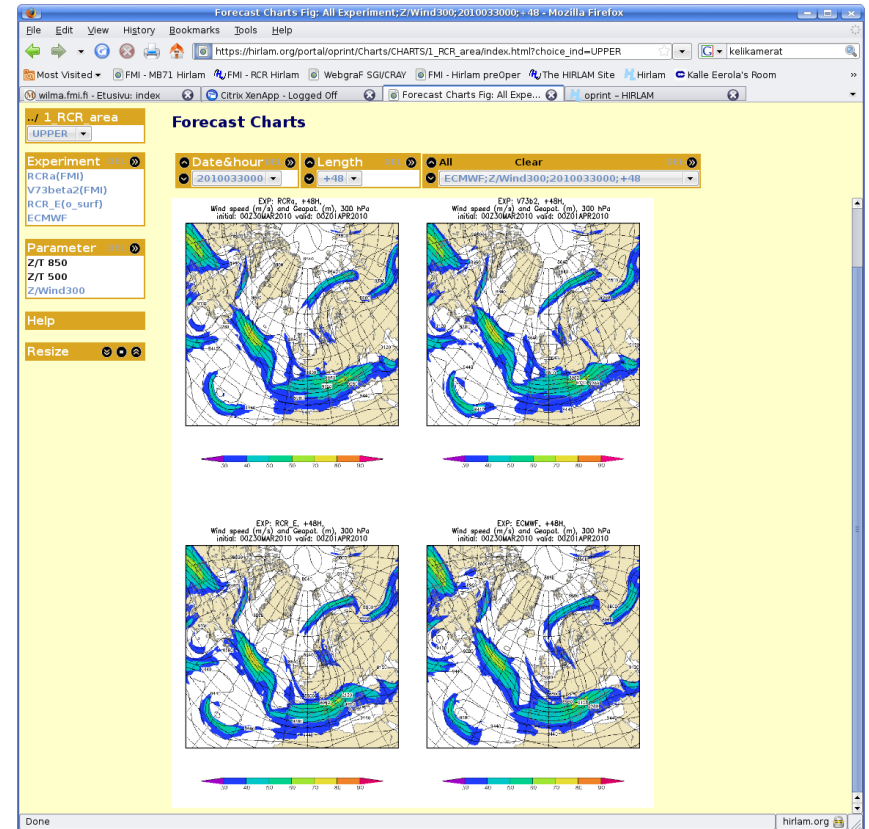 Forecast Charts Fig: All Experiment;Z/Wind300;2010033000;+48 - Mozilla Firefox
File Edit View History Bookmarks Tools Help
https://hirlam.org/portal/oprint/Charts/CHARTS/1_RCR_area/index.html?choice_ind=UPPER
kelikamerat
Most Visited FMI - MB71 Hirlam FMI - RCR Hirlam WebgraF SGI/CRAY FMI - Hirlam preOper The HIRLAM Site Hirlam Kalle Eerola's Room »
wilma.fmi.fi - Etusivu: index Citrix XenApp - Logged Off Forecast Charts Fig: All Expe... oprint – HIRLAM
../ 1_RCR_area
UPPER
Forecast Charts
Experiment
RCRa(FMI)
V73beta2(FMI)
RCR_E(o_surf)
ECMWF
Date&hour
2010033000
Length
+48
All Clear
ECMWF;Z/Wind300;2010033000;+48
Parameter
Z/T 850
Z/T 500
Z/Wind300
Help
Resize
EXP: RCRa, +48H,
Wind speed (m/s) and Geopot. (m), 300 hPa
initial: 00Z30MAR2010 valid: 00Z01APR2010
30 40 50 60 70 80 90
EXP: V73b2, +48H,
Wind speed (m/s) and Geopot. (m), 300 hPa
initial: 00Z30MAR2010 valid: 00Z01APR2010
30 40 50 60 70 80 90
EXP: RCR_E, +48H,
Wind speed (m/s) and Geopot. (m), 300 hPa
initial: 00Z30MAR2010 valid: 00Z01APR2010
30 40 50 60 70 80 90
EXP: ECMWF, +48H,
Wind speed (m/s) and Geopot. (m), 300 hPa
initial: 00Z30MAR2010 valid: 00Z01APR2010
30 40 50 60 70 80 90
Done
hirlam.org